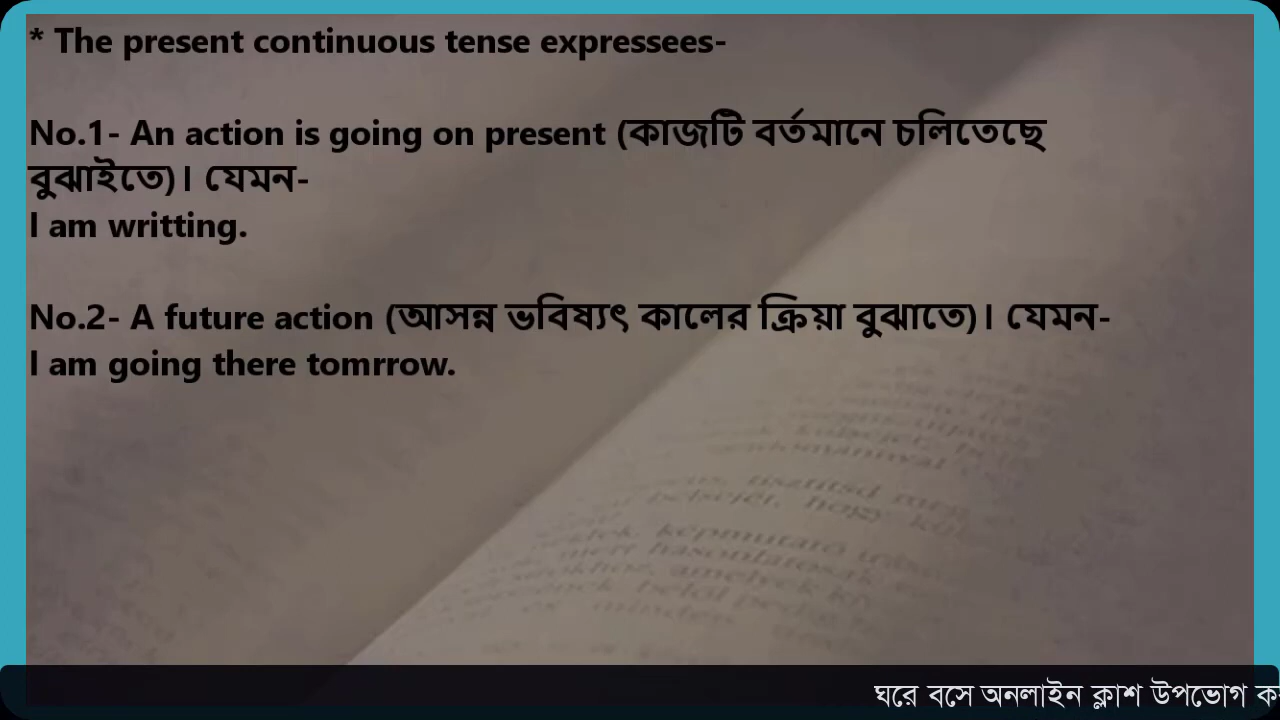 * The present continuous tense expressees-
No.1- An action is going on present (কাজটি বর্তমানে চলিতেছে
বুঝাইতে)। যেমন-
I am writting.
No.2- A future action (আসন্ন ভবিষ্যৎ কালের ক্রিয়া বুঝাতে)। যেমন-
I am going there tomrrow.
ঘরে বসে অনলাইন ক্লাশ উপভোগ